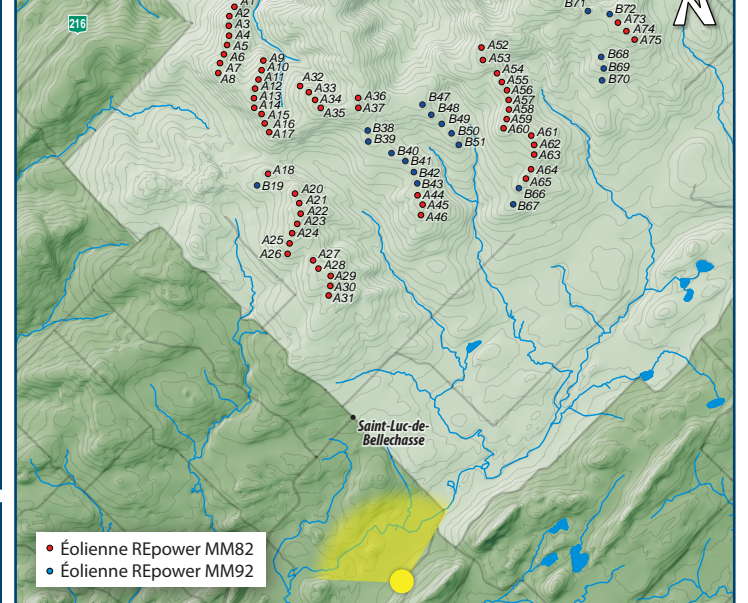 216
N
A1
A2
A3
A4
A5
A6
A7
A8
A9
A10
A11
A12
A13
A14
A15
A16
A17
A18
B19
A20
A21
A22
A23
A24
A25
A26
A27
A28
A29
A30
A31
A32
A33
A34
A35
A36
A37
B38
B39
B40
B41
B42
B43
A44
A45
A46
B47
B48
B49
B50
B51
A52
A53
A54
A55
A56
A57
A58
A59
A60
A61
A62
A63
A64
A65
B66
B67
B68
B69
B70
B71
B72
A73
A74
A75
Saint-Luc-de-
Bellechasse
Éolienne REpower MM82
Éolienne REpower MM92